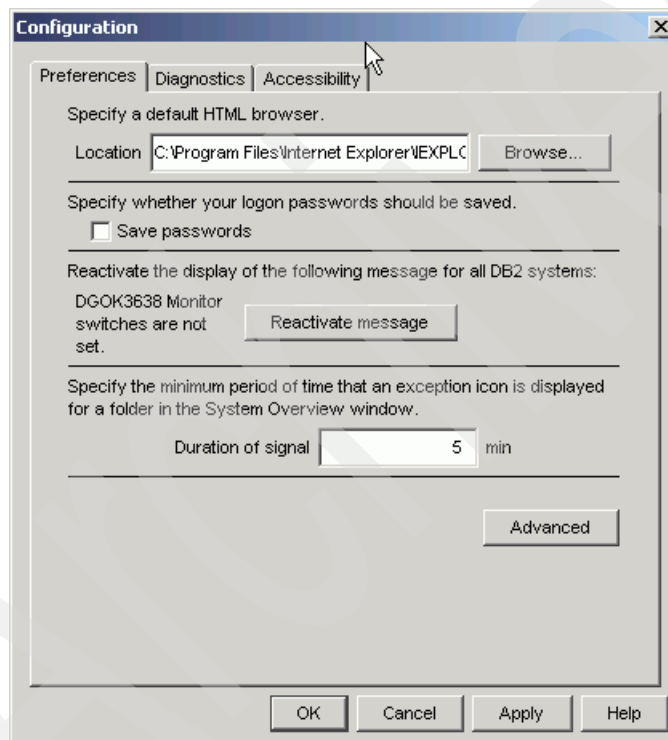 Configuration
Preferences Diagnostics Accessibility
Specify a default HTML browser.
Location C:\Program Files\Internet Explorer\IEXPLO Browse...
Specify whether your logon passwords should be saved.
Save passwords
Reactivate the display of the following message for all DB2 systems:
DGOK3638 Monitor
switches are not
set.
Reactivate message
Specify the minimum period of time that an exception icon is displayed
for a folder in the System Overview window.
Duration of signal 5 min
Advanced
OK Cancel Apply Help